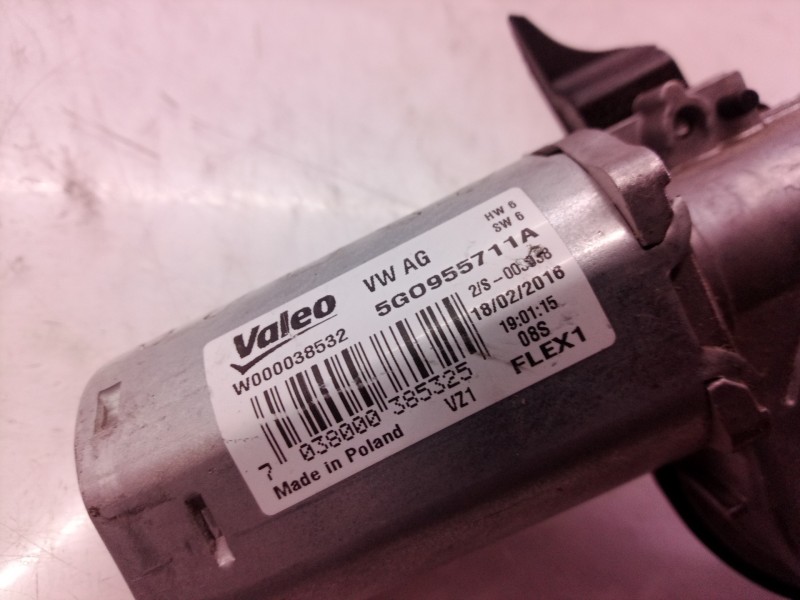 Valeo
VW AG
HW 6
SW 6
5G0955711A
W000038532
18/02/2016
19:01:15
08S
FLEX1
7 038000 385325
VZ1
Made in Poland